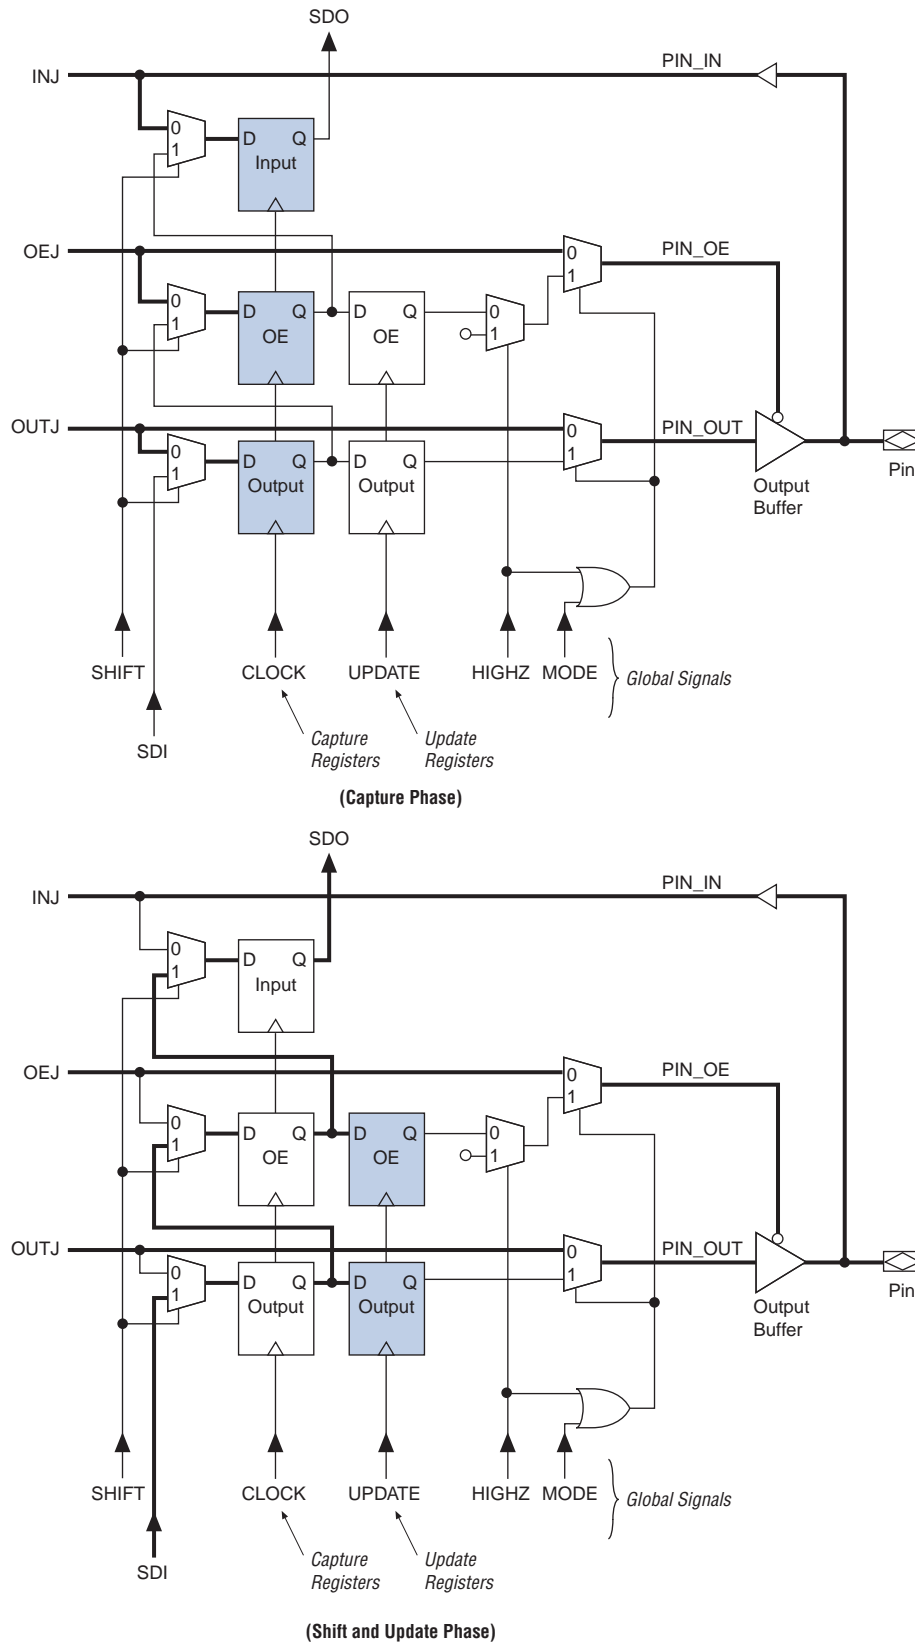 SDO
INJ
PIN_IN
0
1
D Q
Input
OEJ
0
1
PIN_OE
0
1
D Q
OE
D Q
OE
0
1
OUTJ
0
1
PIN_OUT
0
1
D Q
Output
D Q
Output
Output
Buffer
Pin
SHIFT
CLOCK
UPDATE
HIGHZ
MODE
Global Signals
SDI
Capture
Registers
Update
Registers
(Capture Phase)
SDO
INJ
PIN_IN
0
1
D Q
Input
OEJ
0
1
PIN_OE
0
1
D Q
OE
D Q
OE
0
1
OUTJ
0
1
PIN_OUT
0
1
D Q
Output
D Q
Output
Output
Buffer
Pin
SHIFT
CLOCK
UPDATE
HIGHZ
MODE
Global Signals
SDI
Capture
Registers
Update
Registers
(Shift and Update Phase)